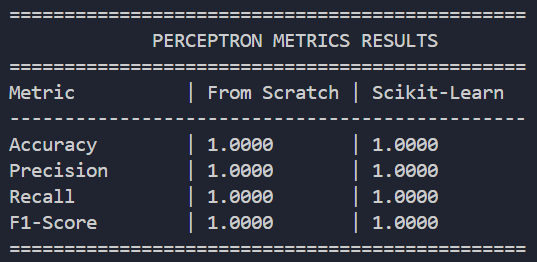 ===============================================
             PERCEPTRON METRICS RESULTS
===============================================
Metric          | From Scratch | Scikit-Learn
-----------------------------------------------
Accuracy        | 1.0000       | 1.0000
Precision       | 1.0000       | 1.0000
Recall          | 1.0000       | 1.0000
F1-Score        | 1.0000       | 1.0000
===============================================